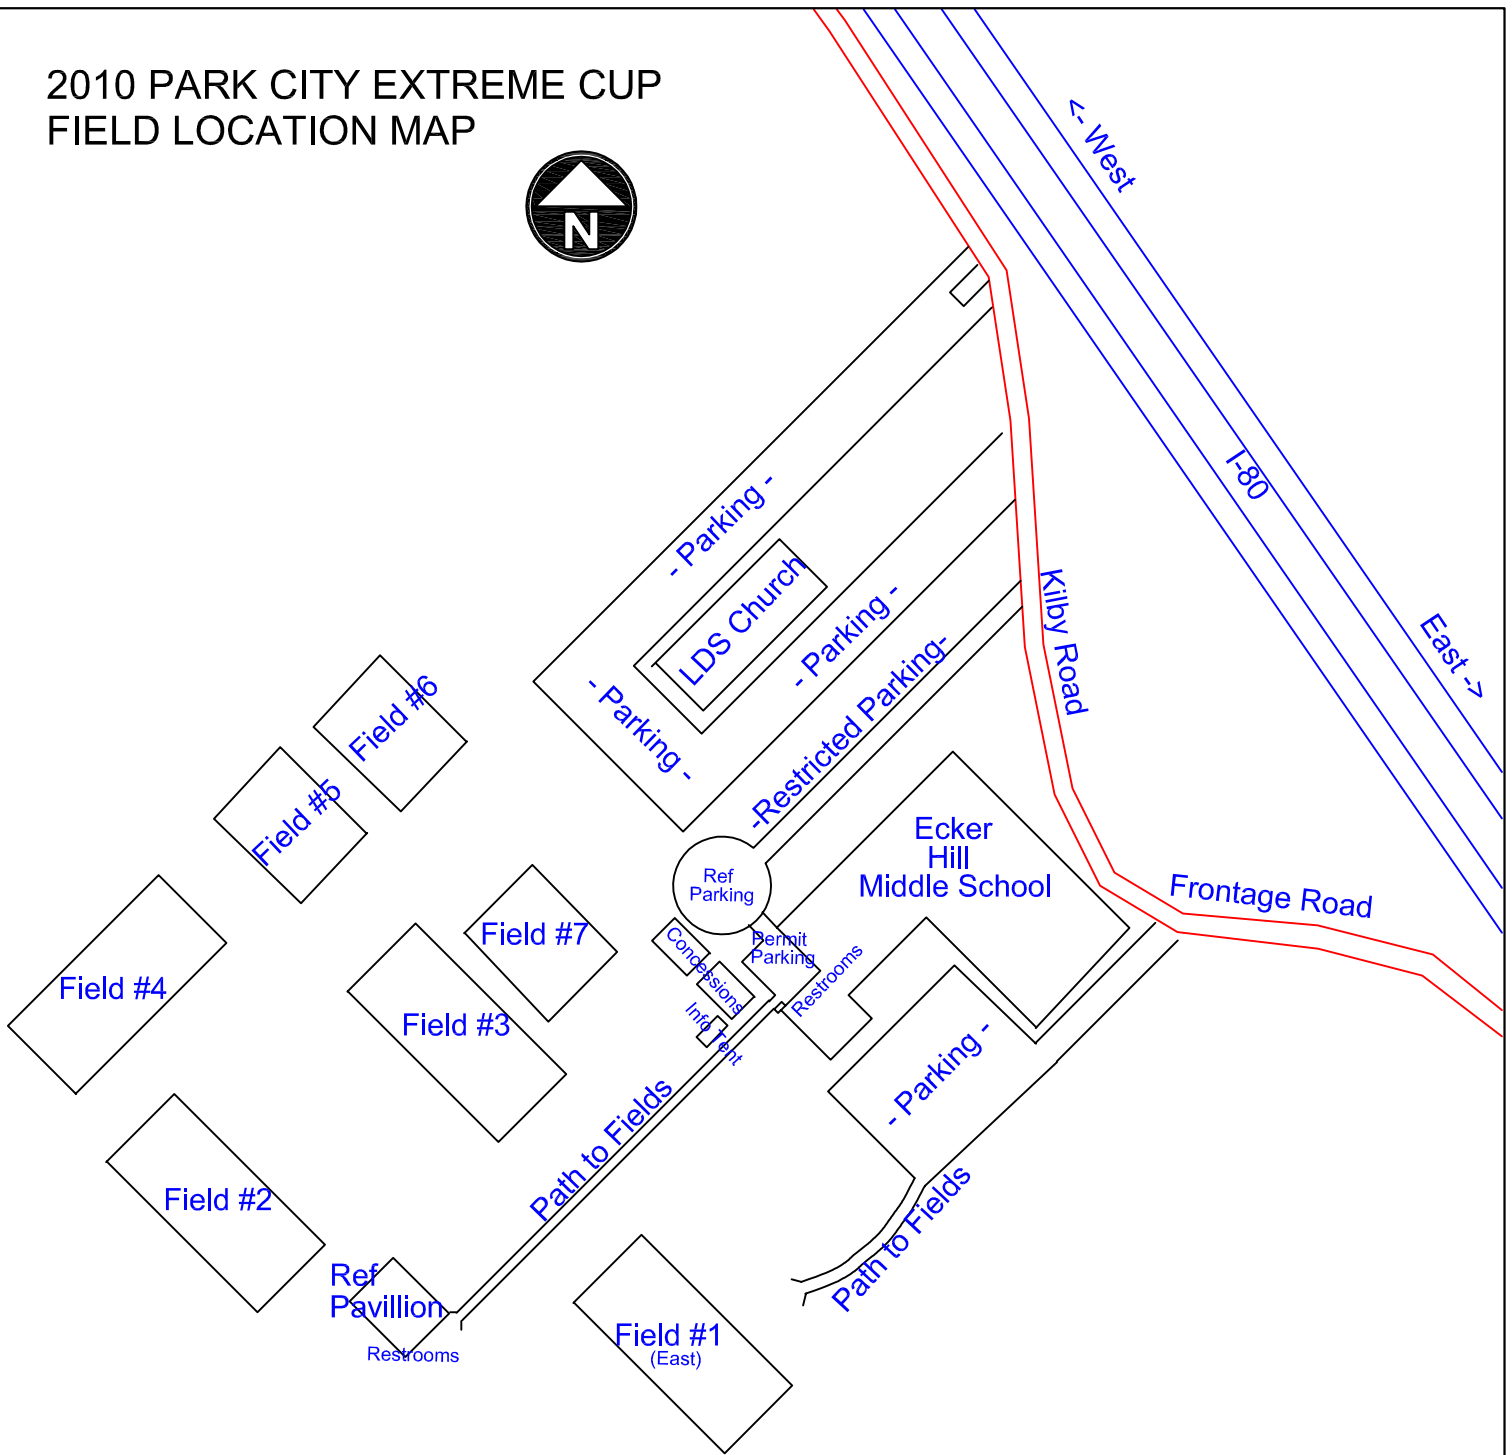 2010 PARK CITY EXTREME CUP
FIELD LOCATION MAP
N
<- West
I-80
East ->
Kilby Road
Frontage Road
- Parking -
LDS Church
- Parking -
- Parking -
-Restricted Parking-
Ecker
Hill
Middle School
Ref
Parking
Permit
Parking
Restrooms
Concessions
Info Tent
Field #6
Field #5
Field #7
Field #4
Field #3
Field #2
- Parking -
Path to Fields
Path to Fields
Ref
Pavillion
Restrooms
Field #1
(East)